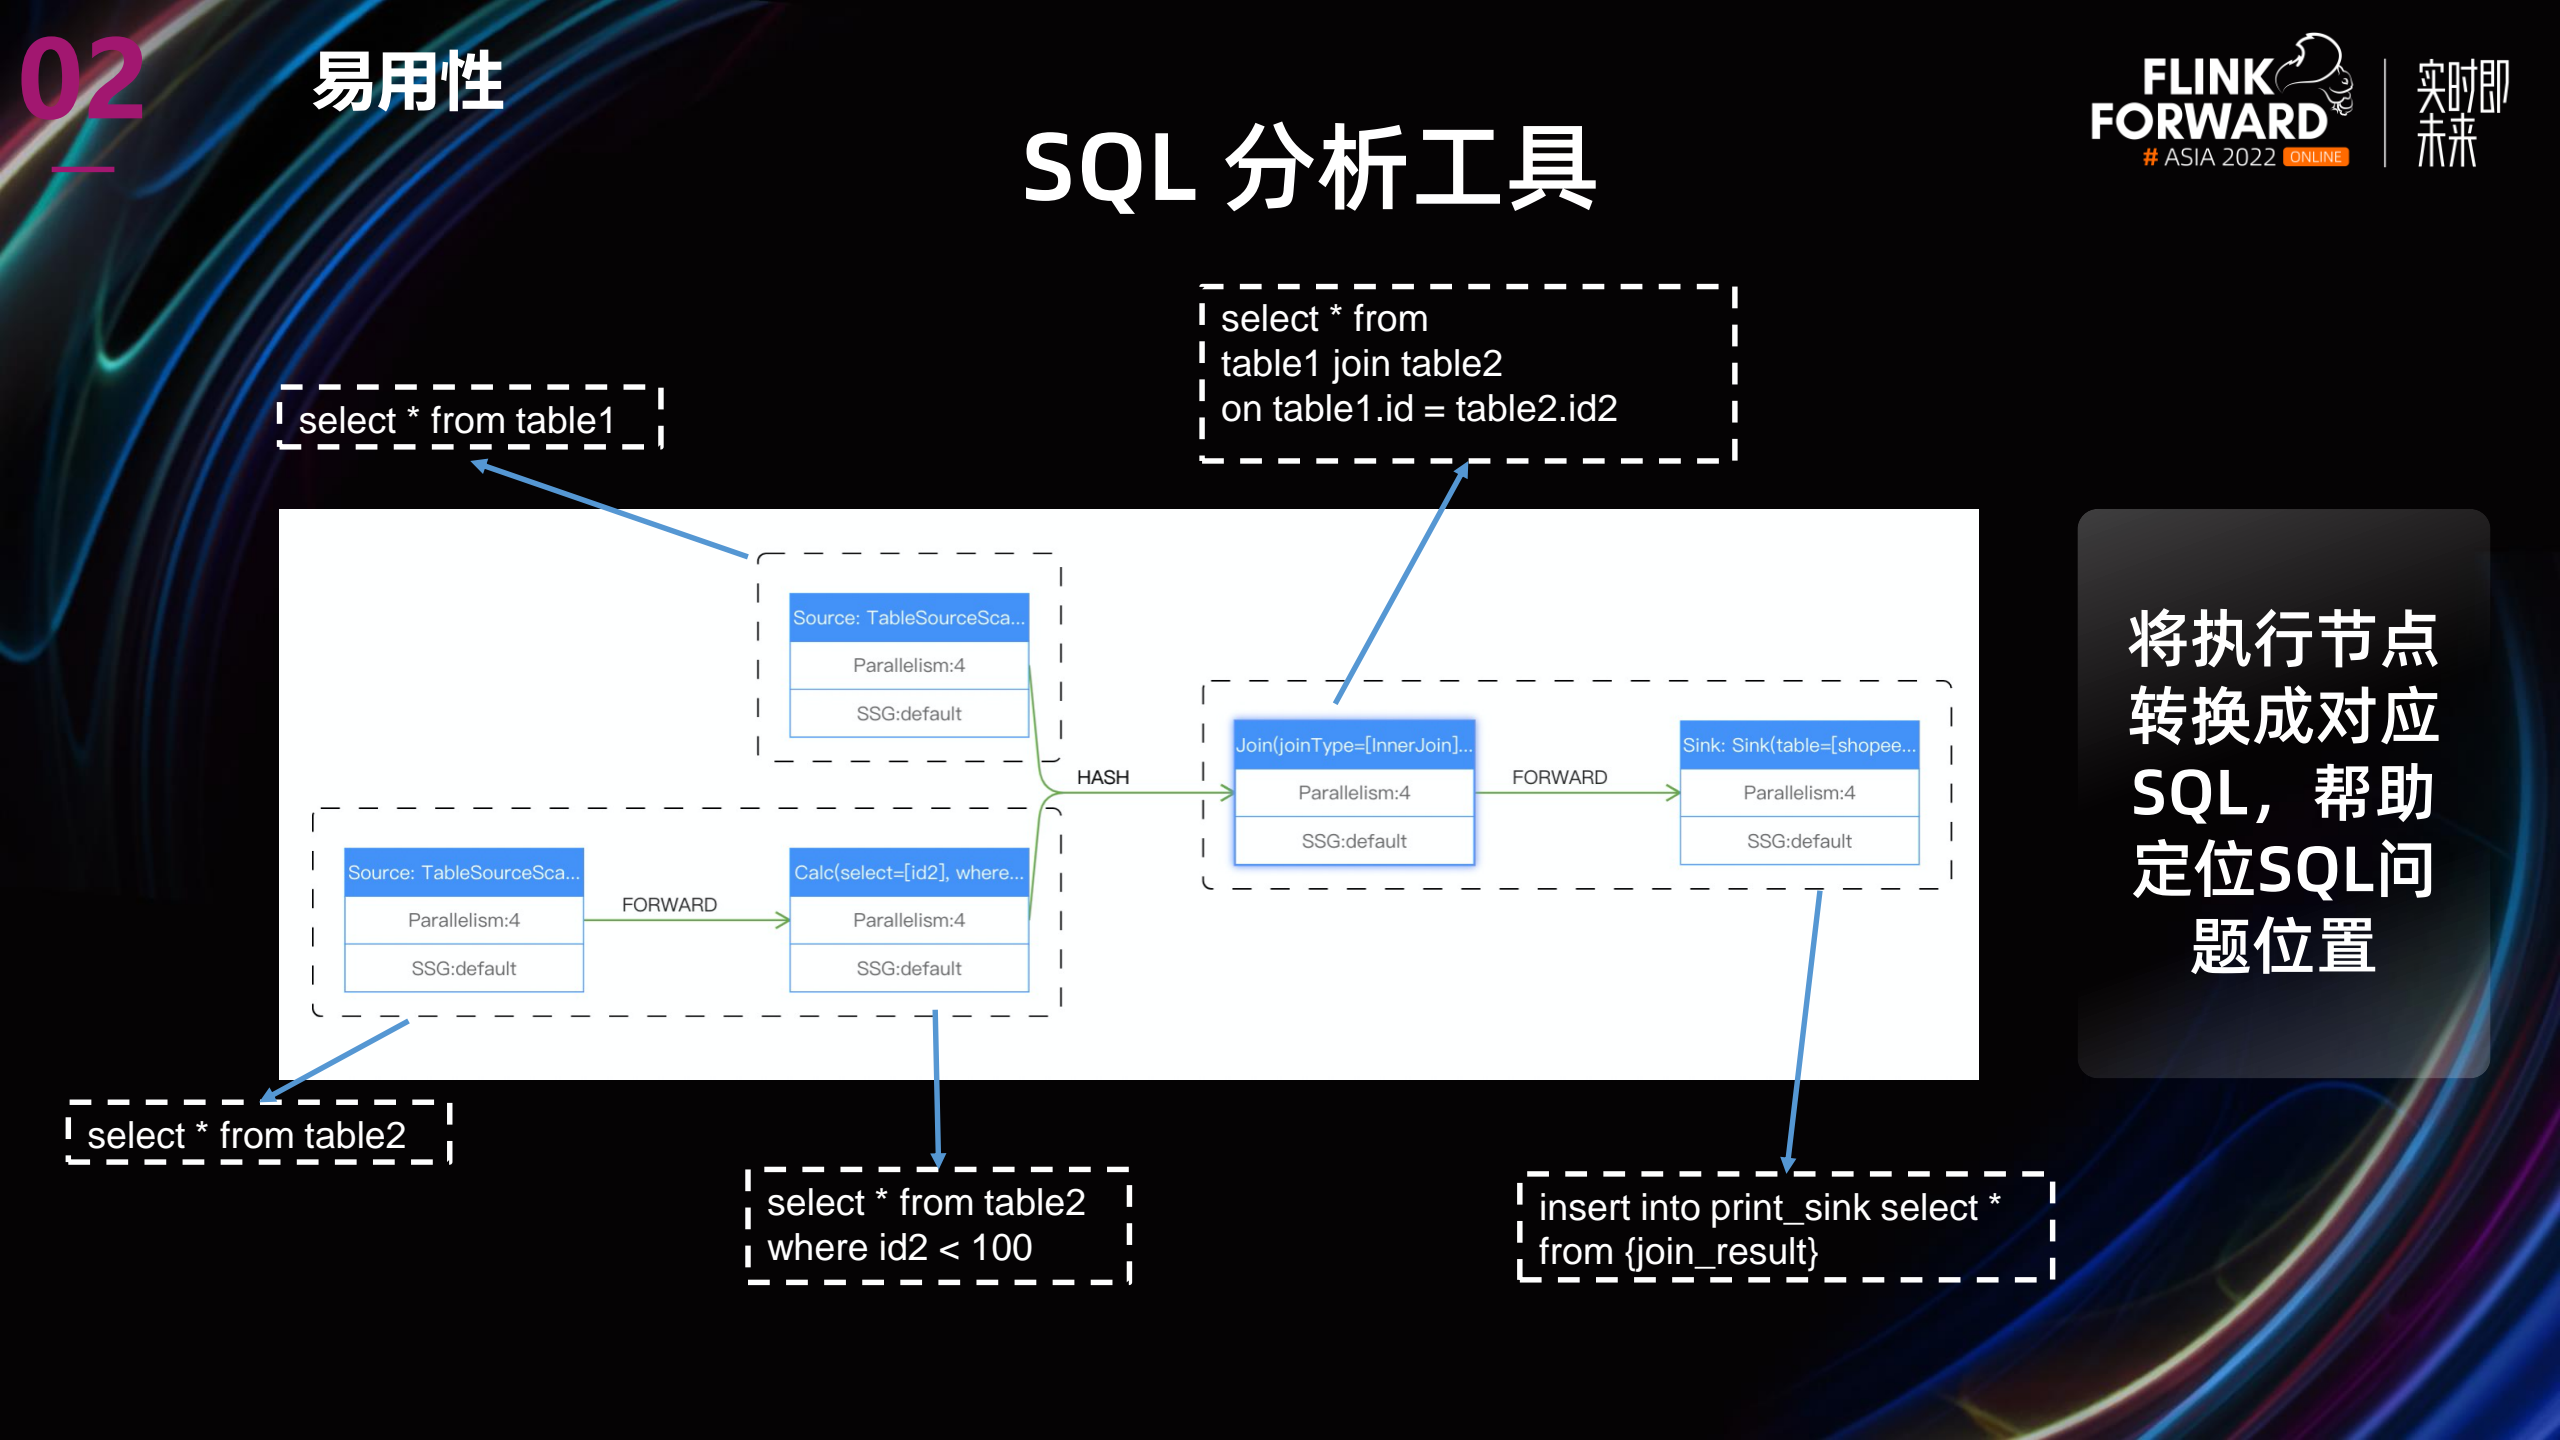 02
易用性
FLINK
FORWARD
# ASIA 2022 ONLINE
实时即
未来
SQL 分析工具
select * from
table1 join table2
on table1.id = table2.id2
select * from table1
Source: TableSourceSca...
Parallelism:4
SSG:default
HASH
Join(joinType=[InnerJoin]...
Parallelism:4
SSG:default
FORWARD
Sink: Sink(table=[shopee...
Parallelism:4
SSG:default
Source: TableSourceSca...
Parallelism:4
SSG:default
FORWARD
Calc(select=[id2], where...
Parallelism:4
SSG:default
将执行节点
转换成对应
SQL，帮助
定位SQL问
题位置
select * from table2
select * from table2
where id2 < 100
insert into print_sink select *
from {join_result}